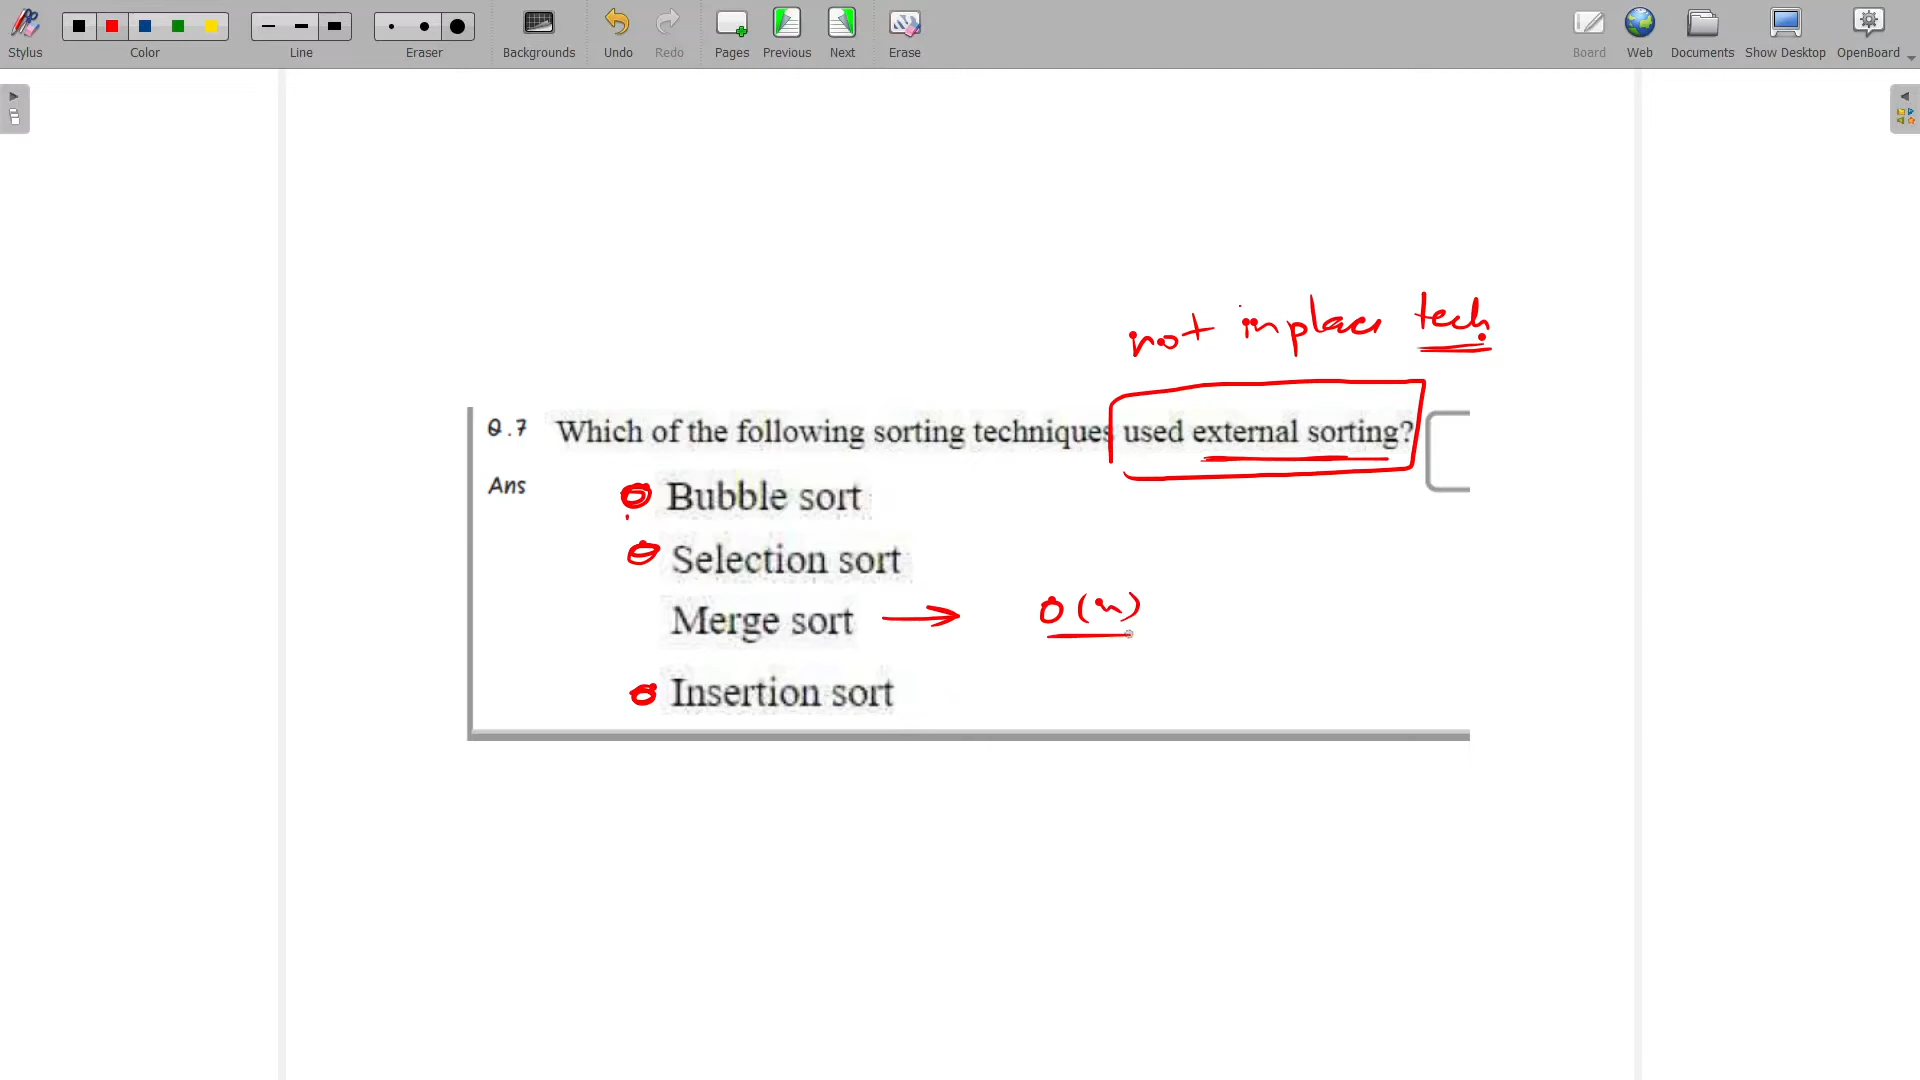 Stylus Color Line Eraser Backgrounds Undo Redo Pages Previous Next Erase Board Web Documents Show Desktop OpenBoard
not inplace tech
Q.7 Which of the following sorting techniques used external sorting?
Ans Bubble sort
Selection sort
Merge sort → O(n)
Insertion sort